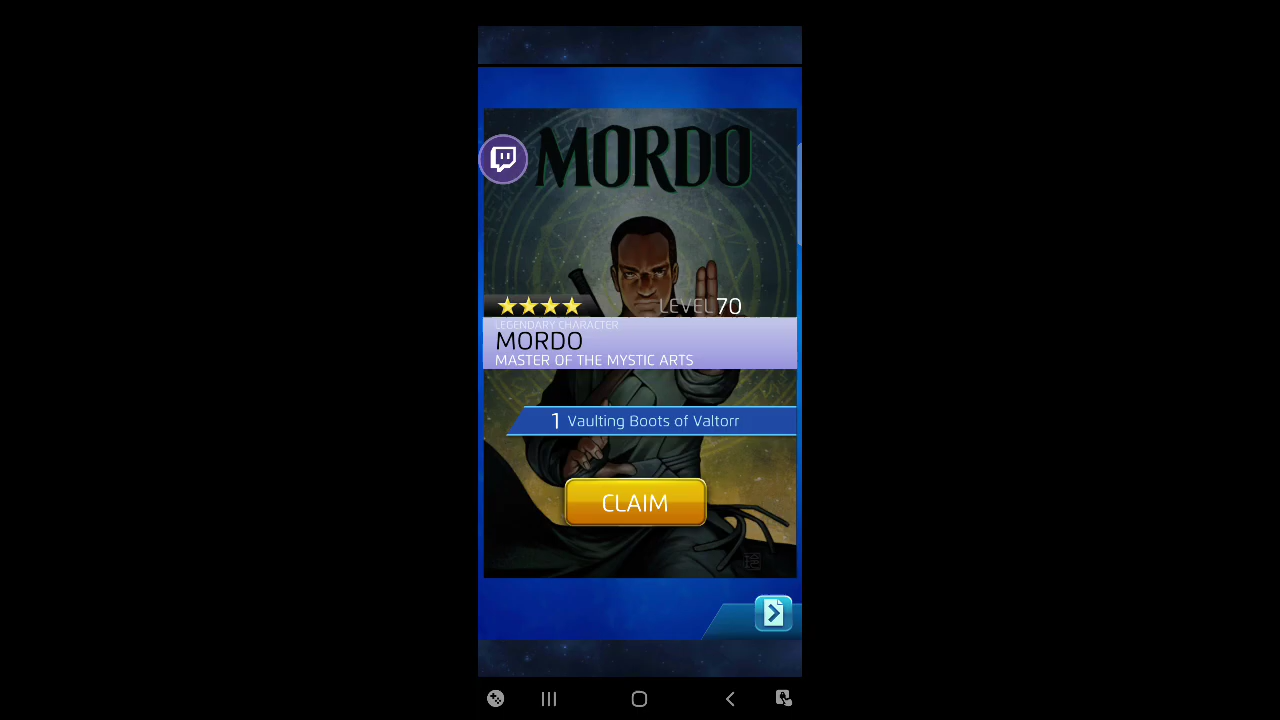 MORDO
LEVEL 70
LEGENDARY CHARACTER
MORDO
MASTER OF THE MYSTIC ARTS
1 Vaulting Boots of Valtorr
CLAIM